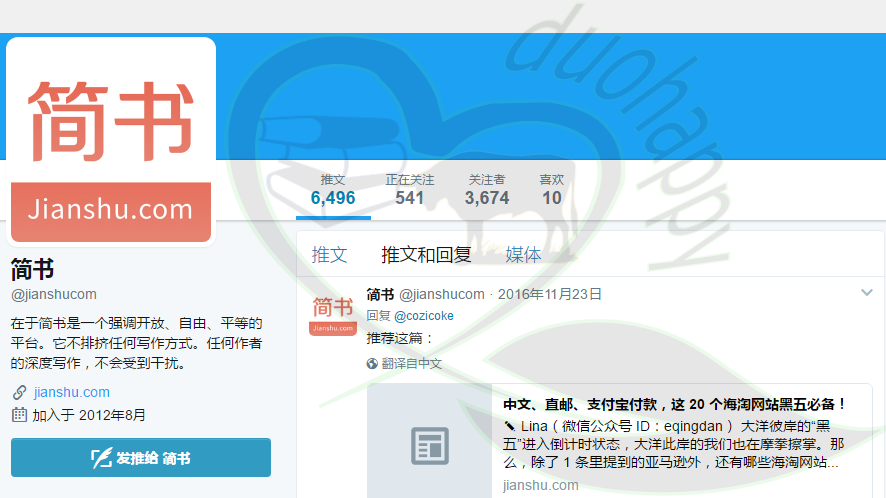 duohappy
简书
Jianshu.com
推文
正在关注
关注者
喜欢
6,496
541
3,674
10
简书
@jianshucom
在于简书是一个强调开放、自由、平等的
平台。它不排挤任何写作方式。任何作者
的深度写作，不会受到干扰。
jianshu.com
加入于 2012年8月
发推给 简书
推文
推文和回复
媒体
简书
Jianshu.com
简书 @jianshucom · 2016年11月23日
回复 @cozicoke
推荐这篇：
翻译自中文
中文、直邮、支付宝付款，这 20 个海淘网站黑五必备！
✎ Lina（微信公众号 ID：eqingdan） 大洋彼岸的“黑
五”进入倒计时状态，大洋此岸的我们也在摩拳擦掌。那
么，除了 1 条里提到的亚马逊外，还有哪些海淘网站...
jianshu.com